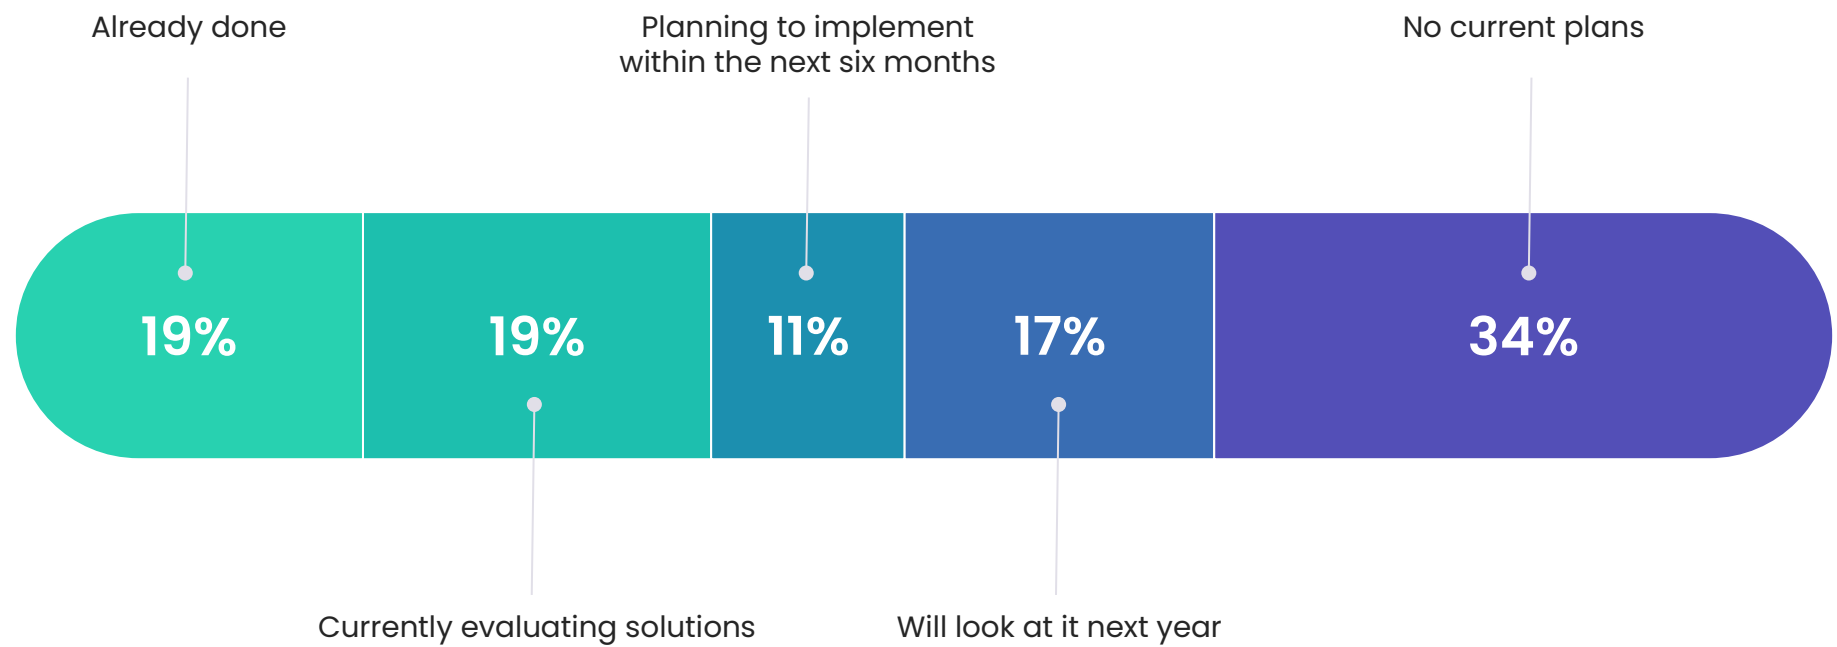 Already done
Planning to implement
within the next six months
No current plans
19%
19%
11%
17%
34%
Currently evaluating solutions
Will look at it next year